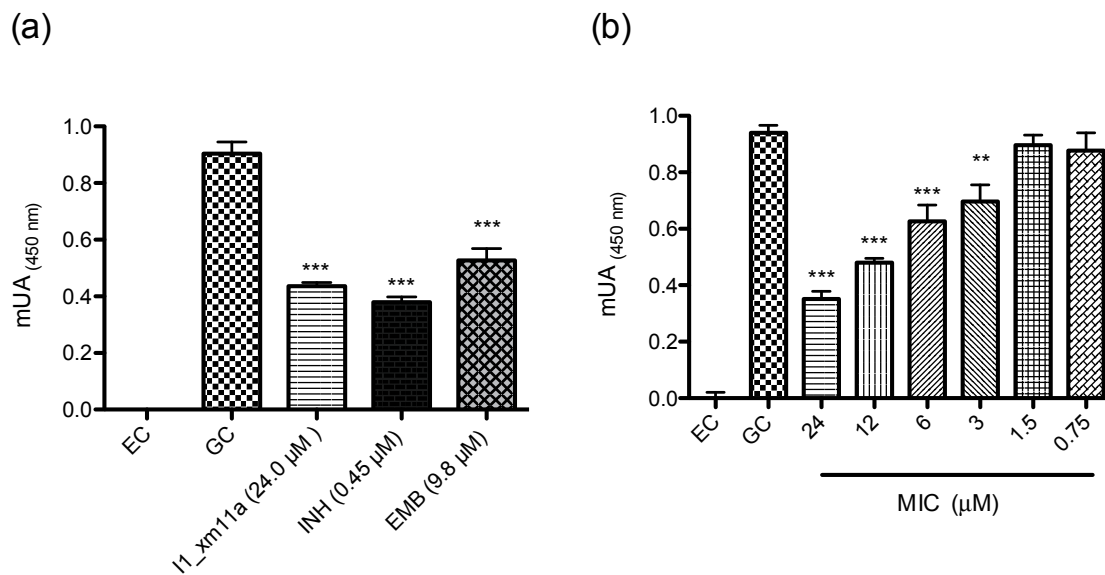 (a)
mUA (450 nm)
1.0
0.8
0.6
0.4
0.2
0.0
***
***
***
EC
GC
I1_xm11a (24.0 µM )
INH (0.45 µM)
EMB (9.8 µM)
(b)
mUA (450 nm)
1.0
0.8
0.6
0.4
0.2
0.0
***
***
***
**
EC
GC
24
12
6
3
1.5
0.75
MIC (µM)